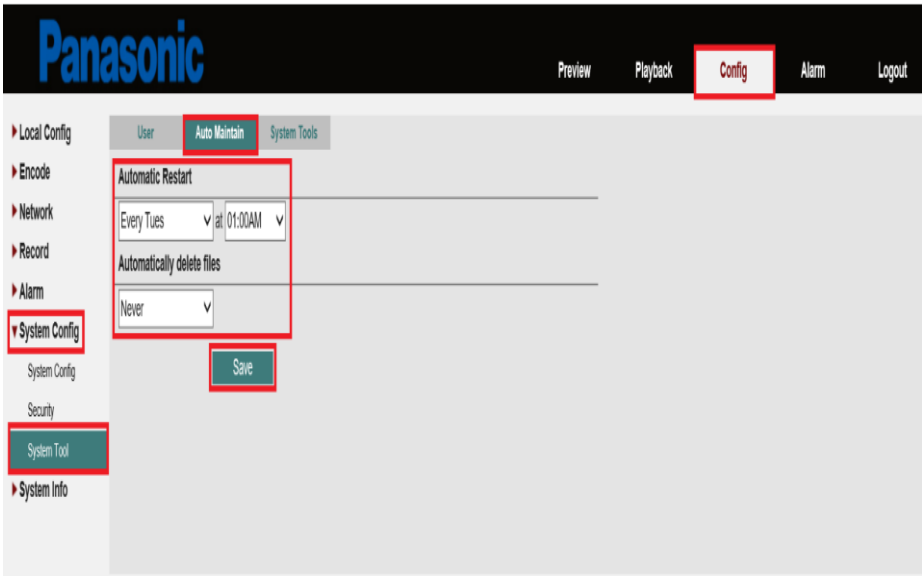 Panasonic
Preview Playback Config Alarm Logout
Local Config
Encode
Network
Record
Alarm
System Config
System Config
Security
System Tool
System Info
User Auto Maintain System Tools
Automatic Restart
Every Tues at 01:00AM
Automatically delete files
Never
Save